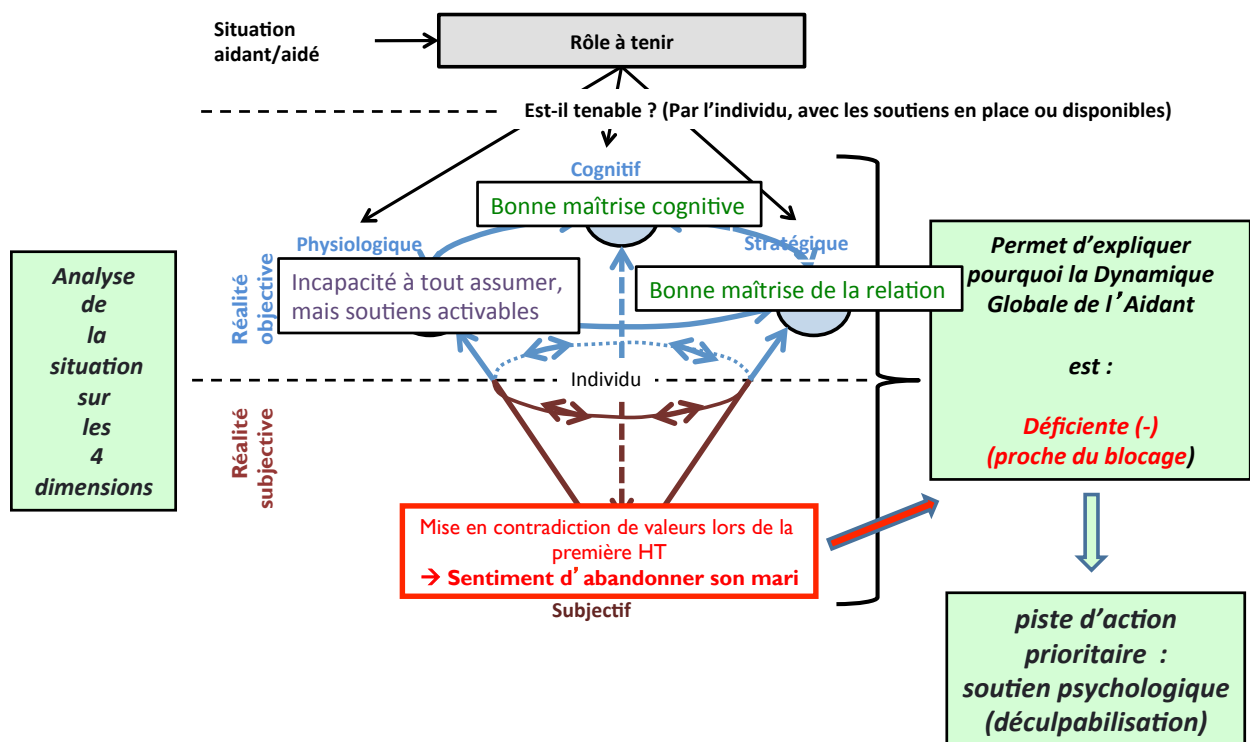 Situation
aidant/aidé
Rôle à tenir
Est-il tenable ? (Par l'individu, avec les soutiens en place ou disponibles)
Cognitif
Bonne maîtrise cognitive
Physiologique
Stratégique
Incapacité à tout assumer,
mais soutiens activables
Bonne maîtrise de la relation
Réalité
objective
Individu
Réalité
subjective
Mise en contradiction de valeurs lors de la
première HT
→ Sentiment d'abandonner son mari
Subjectif
Analyse
de
la
situation
sur
les
4
dimensions
Permet d'expliquer
pourquoi la Dynamique
Globale de l'Aidant
est :
Déficiente (-)
(proche du blocage)
piste d'action
prioritaire :
soutien psychologique
(déculpabilisation)